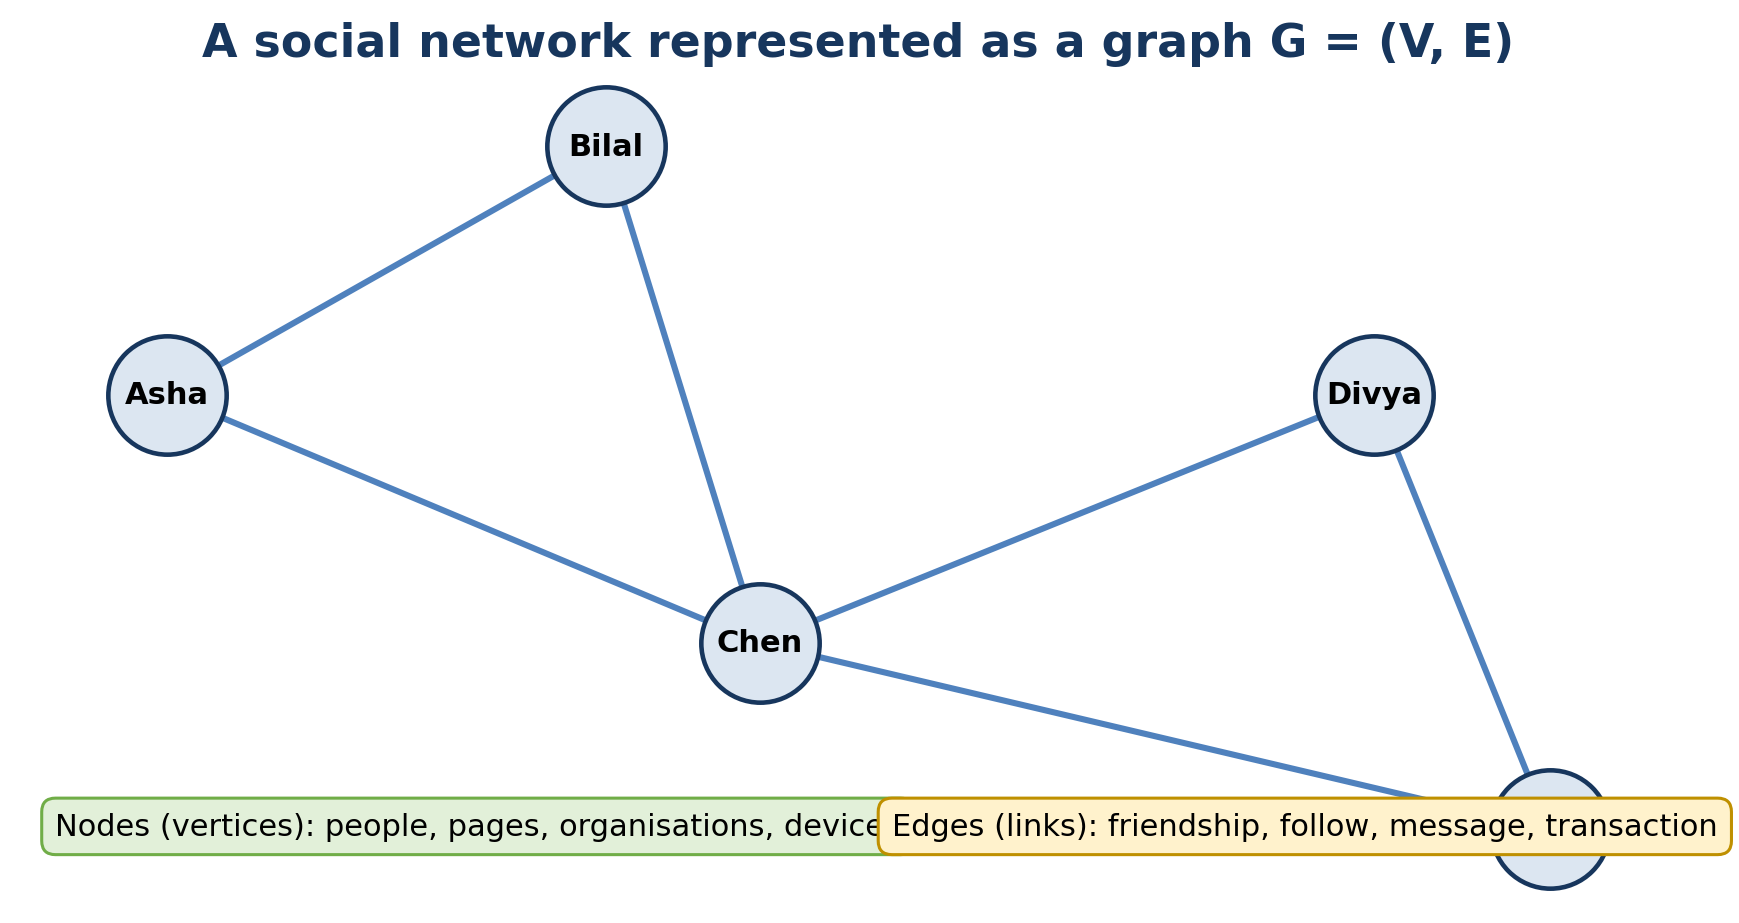 A social network represented as a graph G = (V, E)
Bilal
Asha
Divya
Chen
Nodes (vertices): people, pages, organisations,
Edges (links): friendship, follow, message, transaction